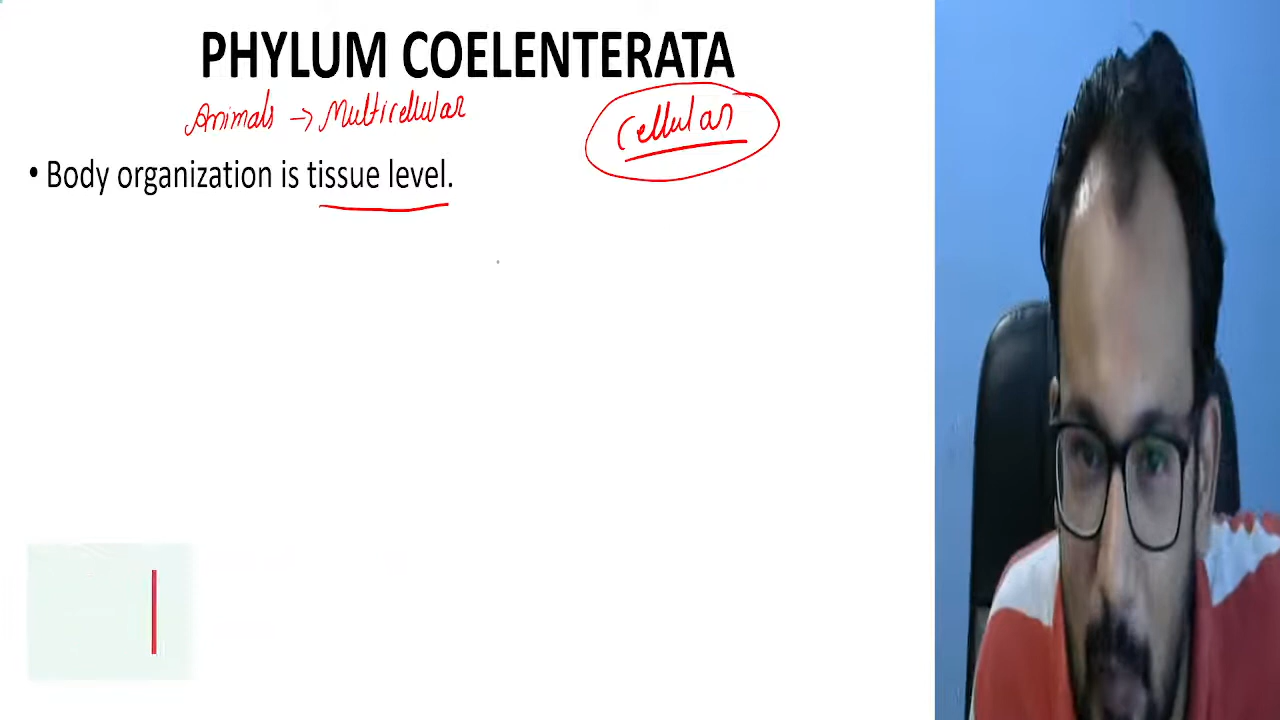 PHYLUM COELENTERATA
Animals → Multicellular
Cellular
• Body organization is tissue level.